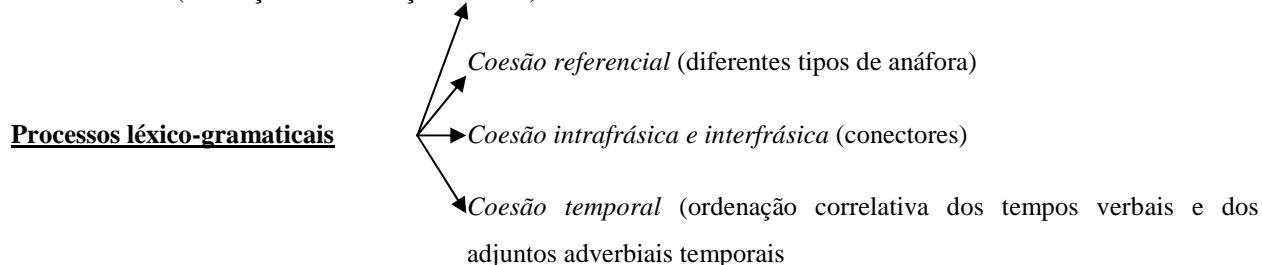 Coesão referencial (diferentes tipos de anáfora)
Processos léxico-gramaticais
Coesão intrafrásica e interfrásica (conectores)
Coesão temporal (ordenação correlativa dos tempos verbais e dos
adjuntos adverbiais temporais